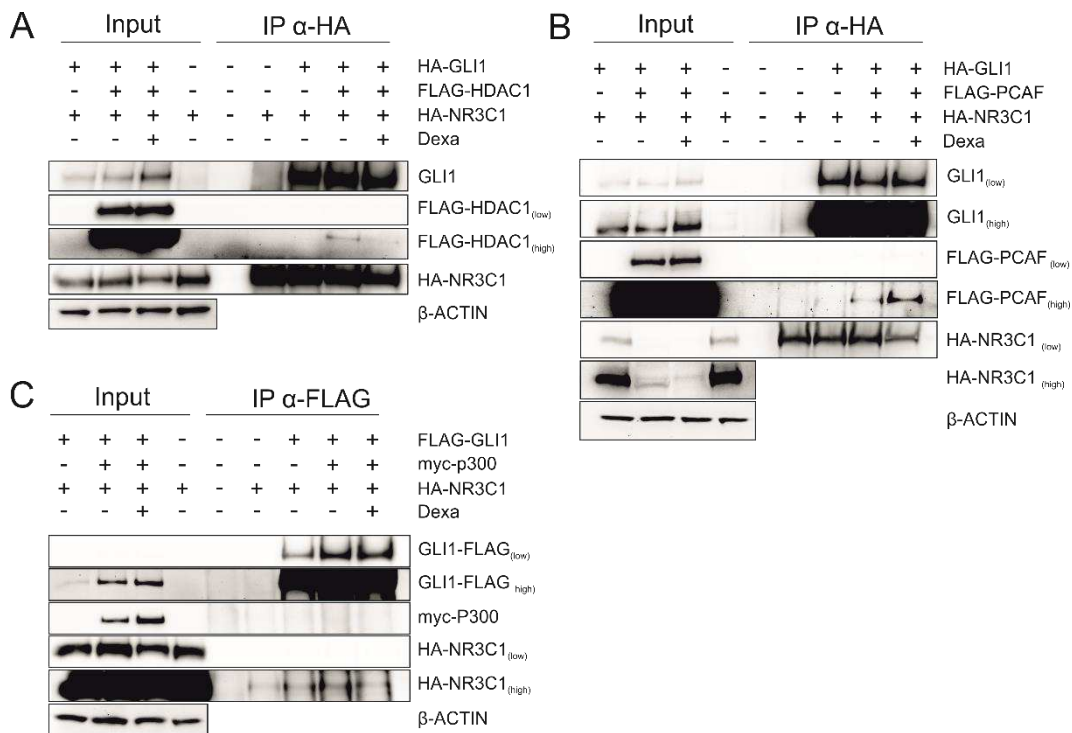 A
Input IP α-HA
+ + + - - - + + + HA-GLI1
- + + - - - - + + FLAG-HDAC1
+ + + + - + + + + HA-NR3C1
- - + - - - - - + Dexa
GLI1
FLAG-HDAC1(low)
FLAG-HDAC1(high)
HA-NR3C1
β-ACTIN
B
Input IP α-HA
+ + + - - - + + + HA-GLI1
- + + - - - - + + FLAG-PCAF
+ + + + - + + + + HA-NR3C1
- - + - - - - - + Dexa
GLI1(low)
GLI1(high)
FLAG-PCAF (low)
FLAG-PCAF(high)
HA-NR3C1 (low)
HA-NR3C1 (high)
β-ACTIN
C
Input IP α-FLAG
+ + + - - - + + + FLAG-GLI1
- + + - - - - + + myc-p300
+ + + + - + + + + HA-NR3C1
- - + - - - - - + Dexa
GLI1-FLAG(low)
GLI1-FLAG high)
myc-P300
HA-NR3C1(low)
HA-NR3C1(high)
β-ACTIN